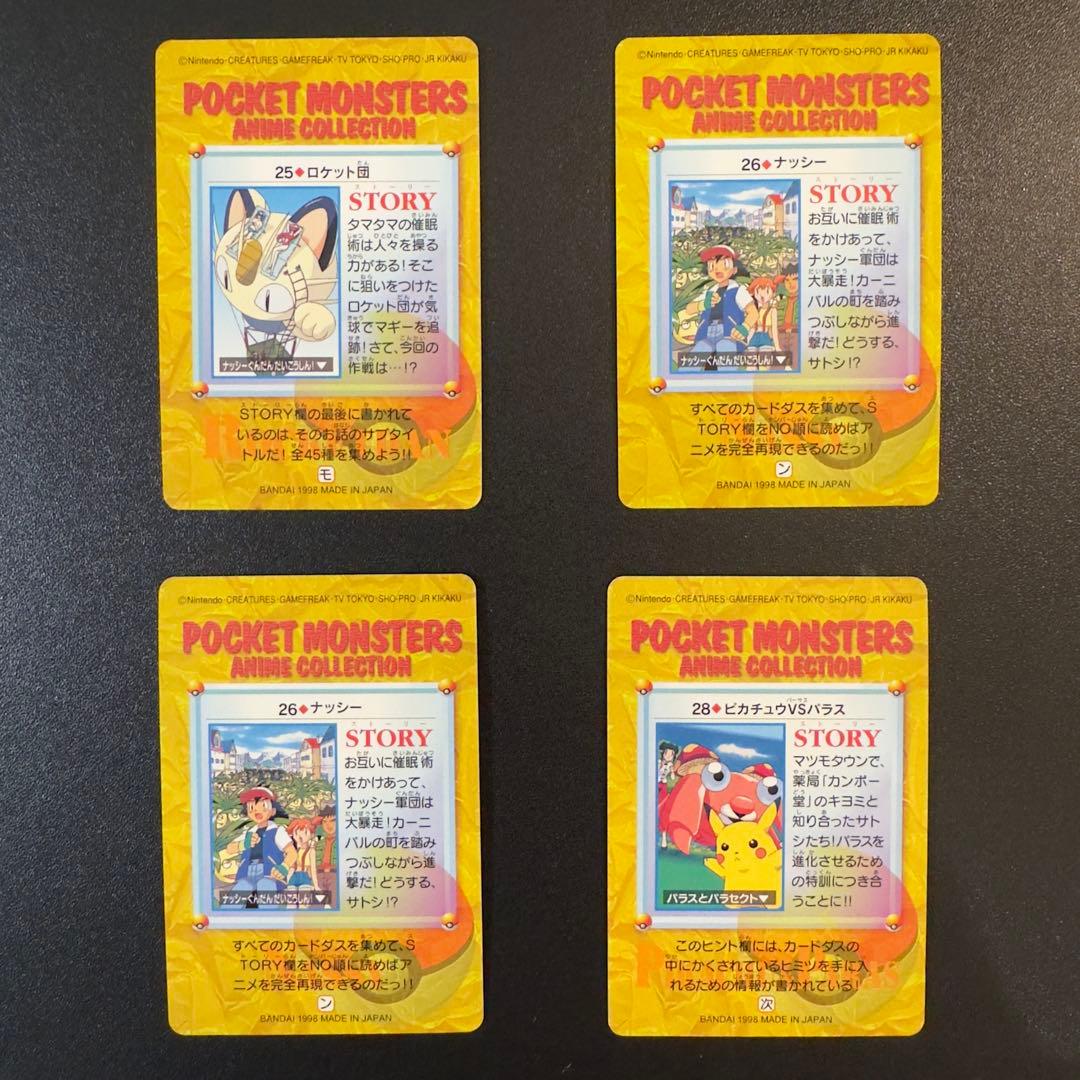 ©Nintendo·CREATURES·GAMEFREAK·TV TOKYO·SHO-PRO·JR KIKAKU
POCKET MONSTERS
ANIME COLLECTION
25◆ロケット団
STORY
タマタマの催眠
術は人々を操る
力がある!そこ
に狙いをつけた
ロケット団が気
球でマギーを追
跡!さて、今回の
作戦は…!?
ナッシーぐんだん だいこうしん!▼
STORY欄の最後に書かれて
いるのは、そのお話のサブタイ
トルだ!全45種を集めよう!!
モ
BANDAI 1998 MADE IN JAPAN
©Nintendo·CREATURES·GAMEFREAK·TV TOKYO·SHO-PRO·JR KIKAKU
POCKET MONSTERS
ANIME COLLECTION
26◆ナッシー
STORY
お互いに催眠術
をかけあって、
ナッシー軍団は
大暴走!カーニ
バルの町を踏み
つぶしながら進
撃だ!どうする、
サトシ!?
ナッシーぐんだん だいこうしん!▼
すべてのカードダスを集めて、S
TORY欄をNO順に読めばア
ニメを完全再現できるのだっ!!
ン
BANDAI 1998 MADE IN JAPAN
©Nintendo·CREATURES·GAMEFREAK·TV TOKYO·SHO-PRO·JR KIKAKU
POCKET MONSTERS
ANIME COLLECTION
26◆ナッシー
STORY
お互いに催眠術
をかけあって、
ナッシー軍団は
大暴走!カーニ
バルの町を踏み
つぶしながら進
撃だ!どうする、
サトシ!?
ナッシーぐんだん だいこうしん!▼
すべてのカードダスを集めて、S
TORY欄をNO順に読めばア
ニメを完全再現できるのだっ!!
ン
BANDAI 1998 MADE IN JAPAN
©Nintendo·CREATURES·GAMEFREAK·TV TOKYO·SHO-PRO·JR KIKAKU
POCKET MONSTERS
ANIME COLLECTION
28◆ピカチュウVSパラス
STORY
マツモタウンで、
薬局「カンポー
堂」のキヨミと
知り合ったサト
シたち!パラスを
進化させるため
の特訓につき合
うことに!!
パラスとパラセクト▼
このヒント欄には、カードダスの
中にかくされているヒミツを手に入
れるための情報が書かれている!
次
BANDAI 1998 MADE IN JAPAN